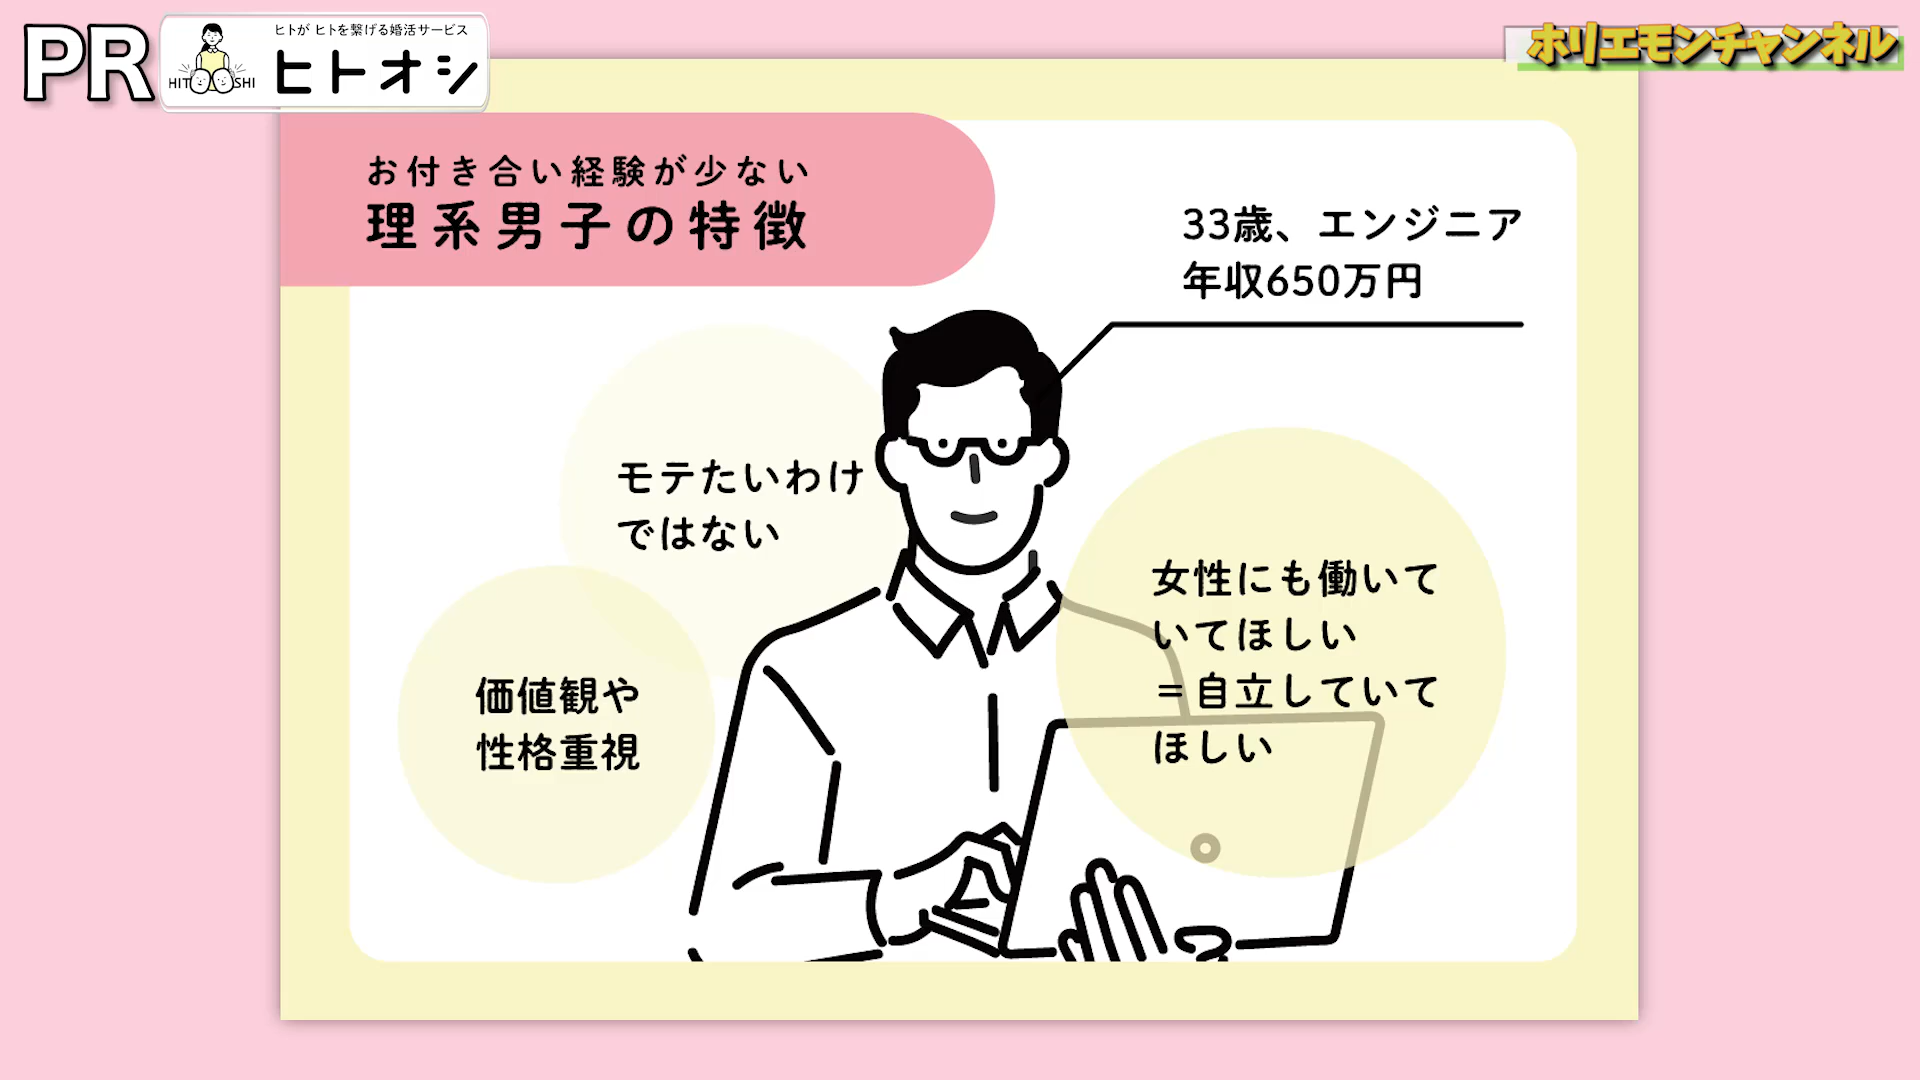 PR
ヒトが ヒトを繋げる婚活サービス
ヒトオシ
HITOOSHI
ホリエモンチャンネル
お付き合い経験が少ない
理系男子の特徴
33歳、エンジニア
年収650万円
モテたいわけ
ではない
女性にも働いて
いてほしい
＝自立していて
ほしい
価値観や
性格重視